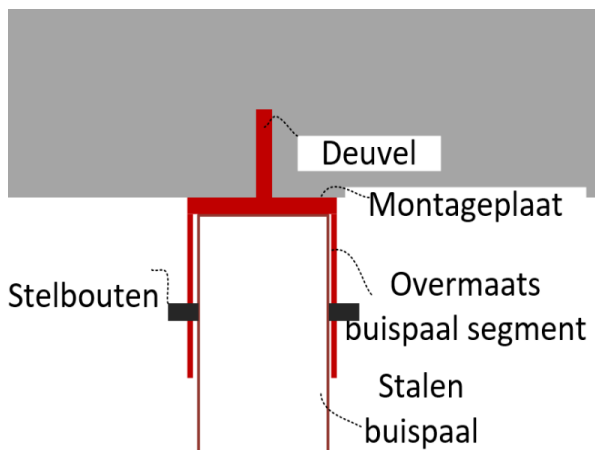 Deuvel
Montageplaat
Stelbouten
Overmaats
buispaal segment
Stalen
buispaal